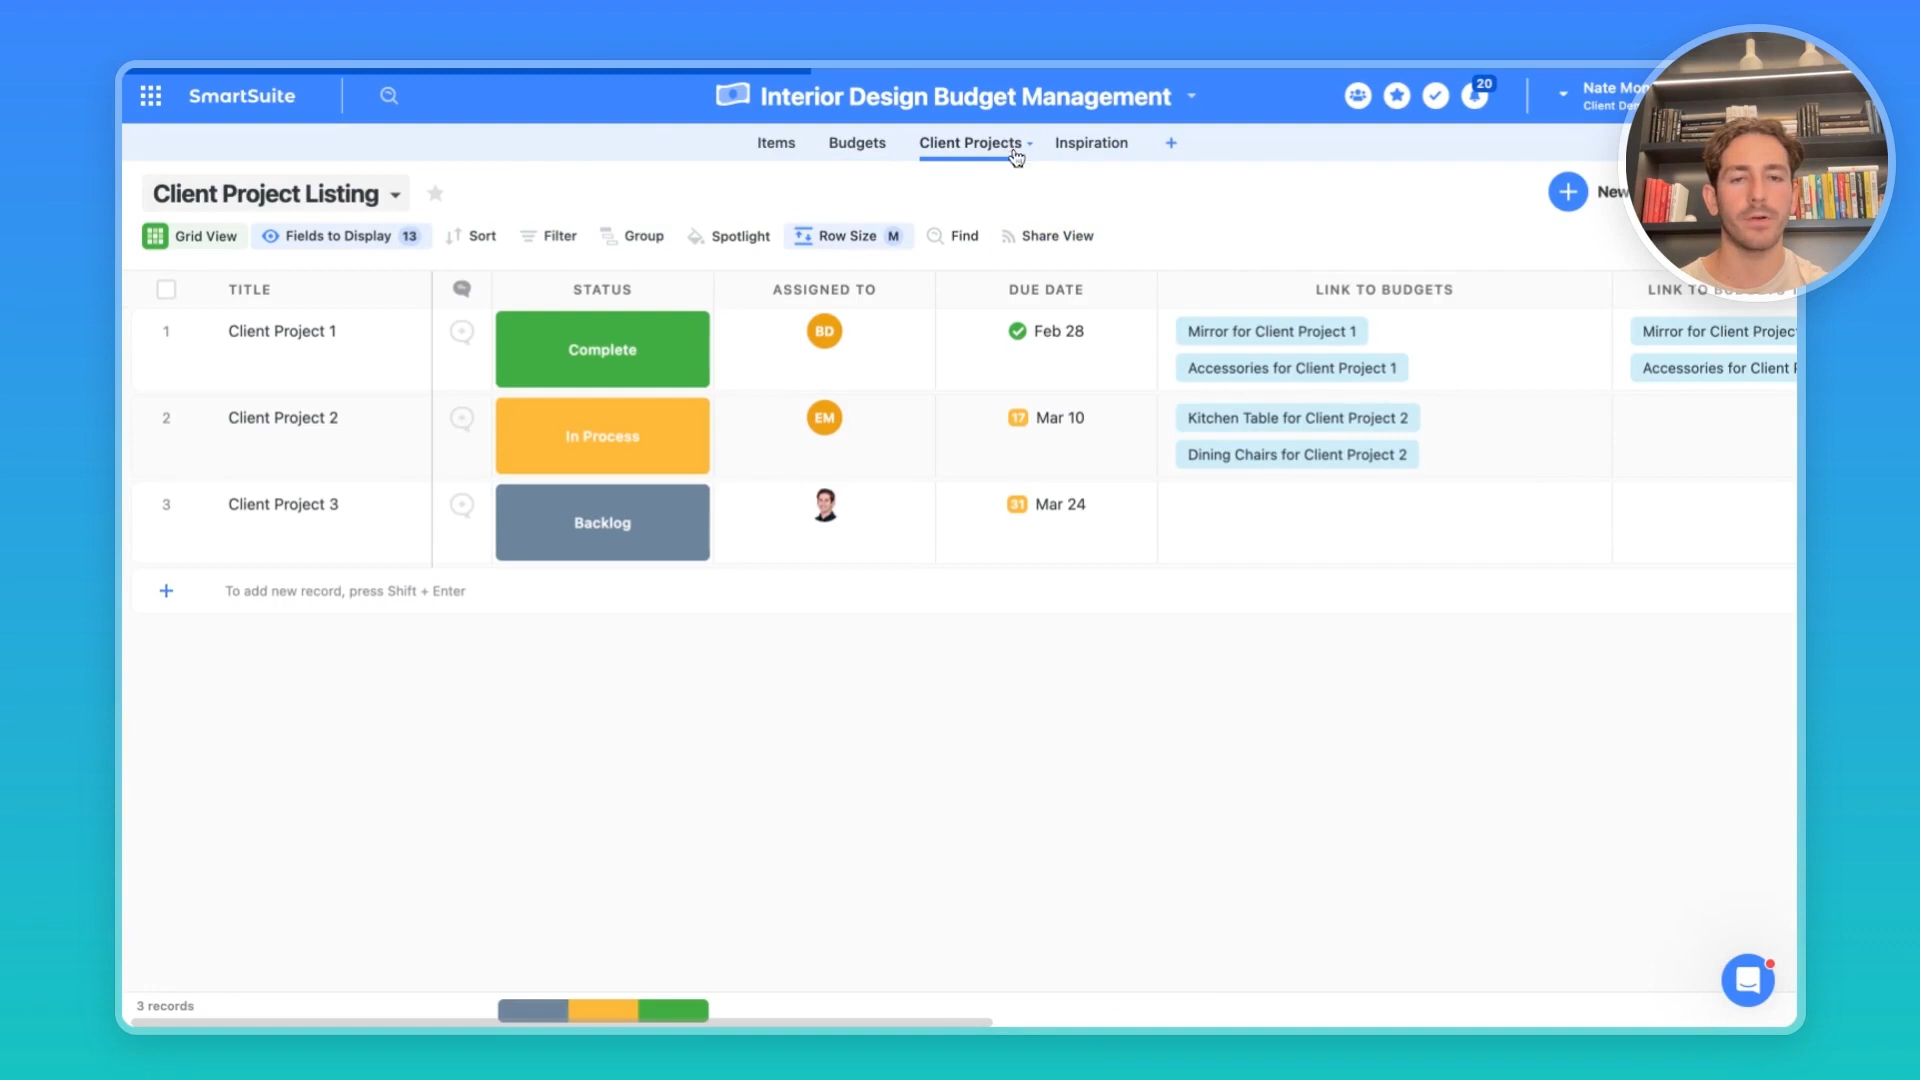 SmartSuite
Interior Design Budget Management
20
Nate Mon
Client Der
Items
Budgets
Client Projects
Inspiration
+
Client Project Listing
New
Grid View
Fields to Display 13
Sort
Filter
Group
Spotlight
Row Size M
Find
Share View
TITLE
STATUS
ASSIGNED TO
DUE DATE
LINK TO BUDGETS
LINK TO
1
Client Project 1
Complete
BD
Feb 28
Mirror for Client Project 1
Accessories for Client Project 1
Mirror for Client Projec
Accessories for Client
2
Client Project 2
In Process
EM
17 Mar 10
Kitchen Table for Client Project 2
Dining Chairs for Client Project 2
3
Client Project 3
Backlog
31 Mar 24
+ To add new record, press Shift + Enter
3 records